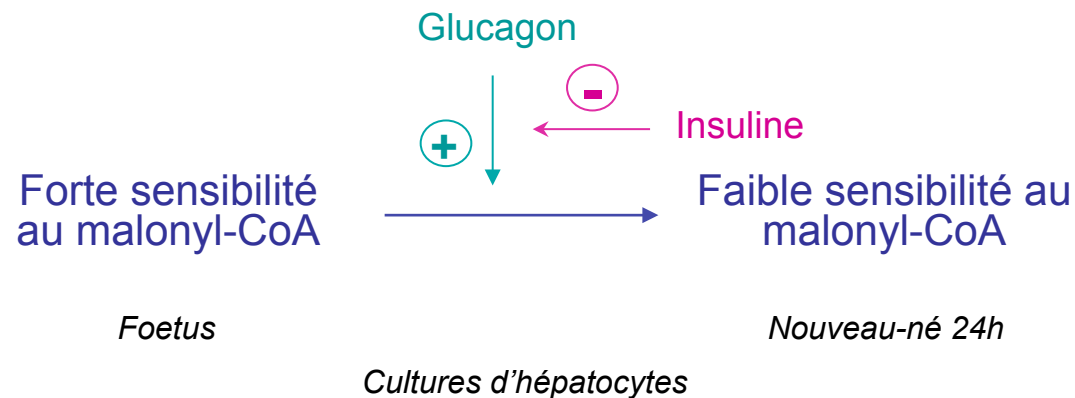 Glucagon
-
Insuline
+
Forte sensibilité
au malonyl-CoA
Faible sensibilité au
malonyl-CoA
Foetus
Nouveau-né 24h
Cultures d'hépatocytes